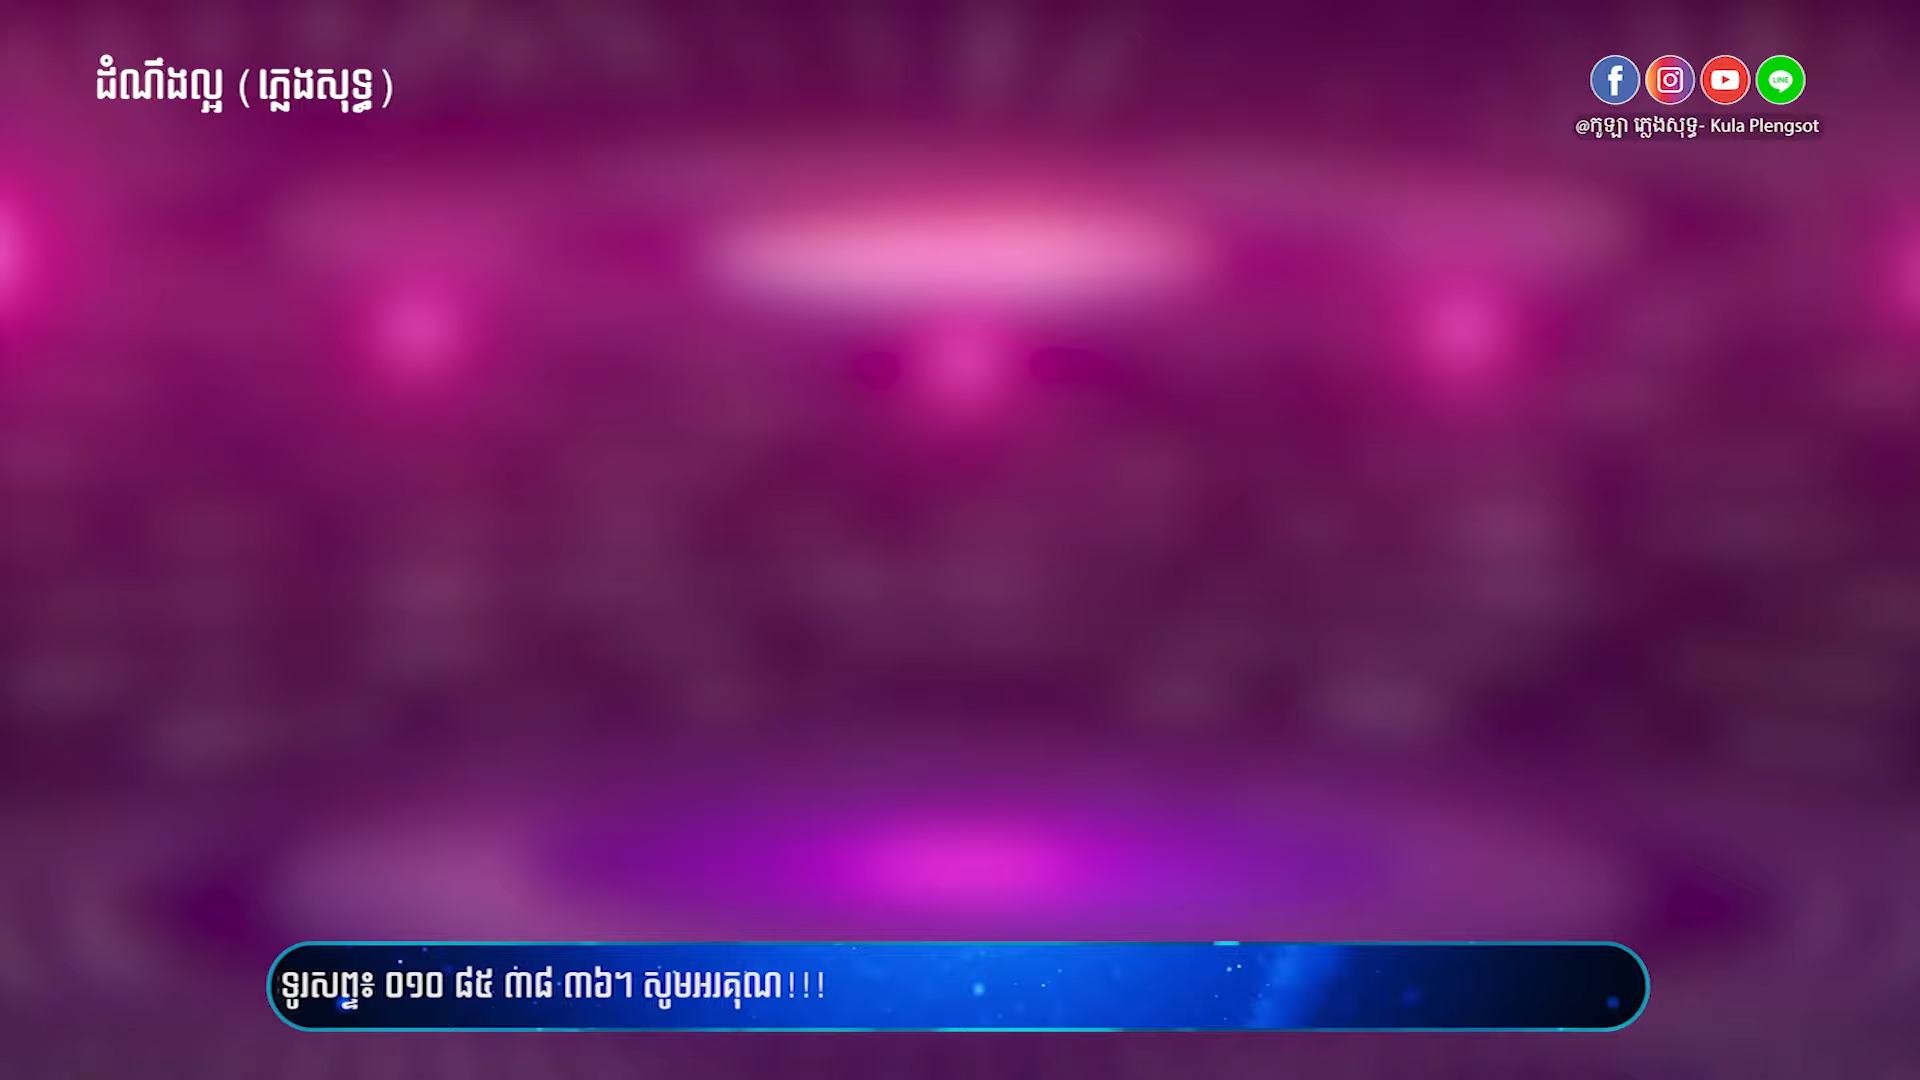 ដំណឹងល្អ (ភ្លេងសុទ្ធ)
LINE
@កូឡា ភ្លេងសុទ្ធ- Kula Plengsot
ទូរសព្ទ៖ ០១០ ៨៥ ៣៨ ៣៦។ សូមអរគុណ!!!